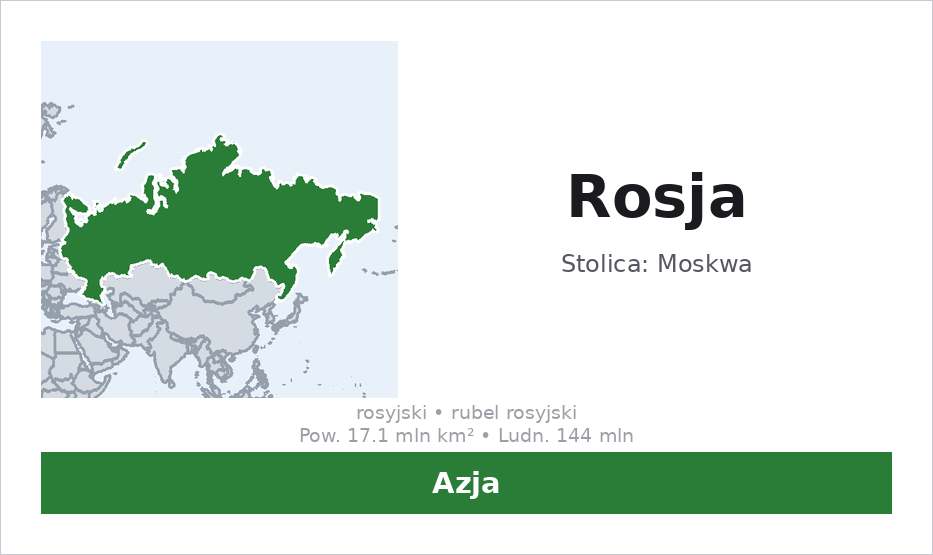 Rosja
Stolica: Moskwa
rosyjski • rubel rosyjski
Pow. 17.1 mln km² • Ludn. 144 mln
Azja